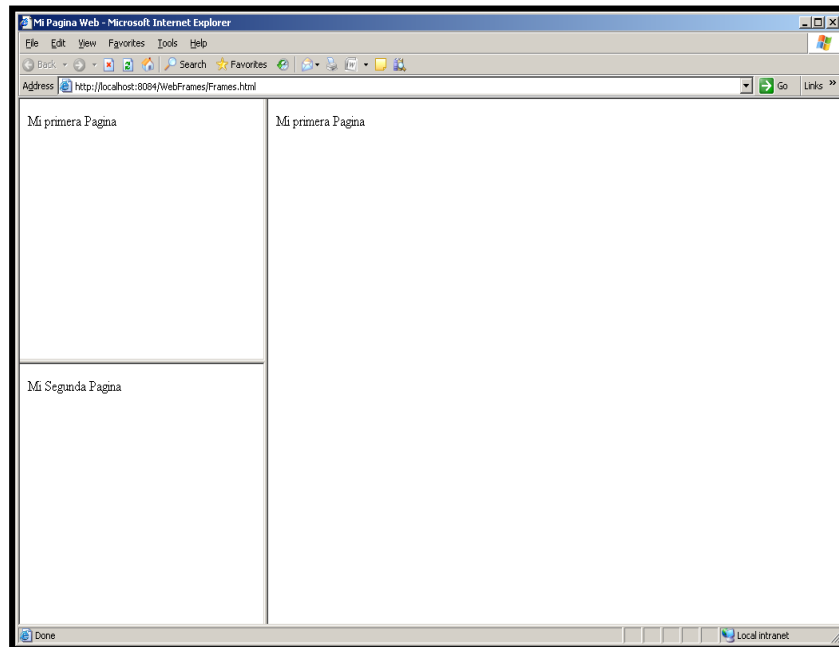 Mi Pagina Web - Microsoft Internet Explorer
File Edit View Favorites Tools Help
Back Search Favorites
Address http://localhost:8084/WebFrames/Frames.html Go Links »
Mi primera Pagina
Mi Segunda Pagina
Mi primera Pagina
Done Local intranet